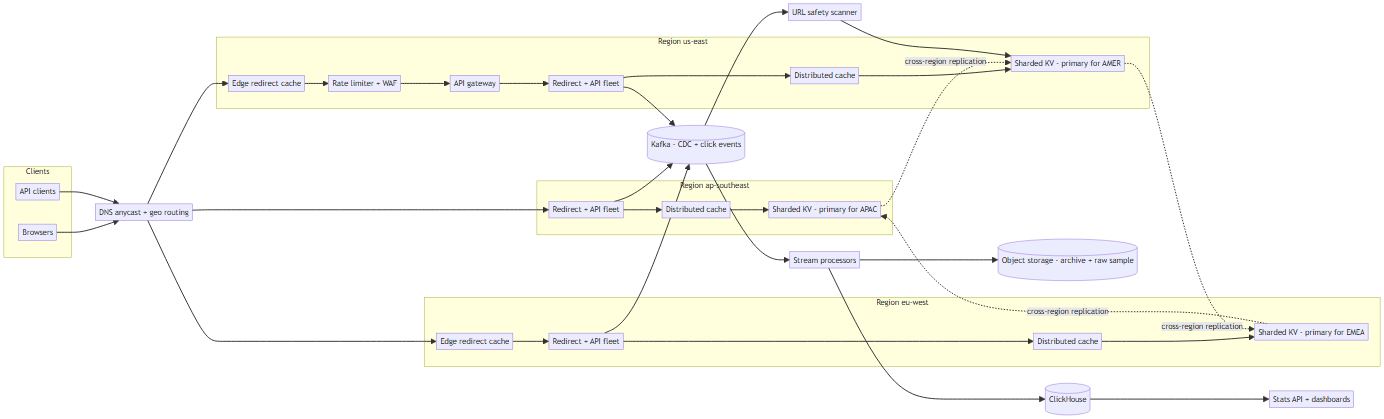 URL safety scanner
Region us-east
cross-region replication
Sharded KV - primary for AMER
Edge redirect cache
Rate limiter + WAF
API gateway
Redirect + API fleet
Distributed cache
Kafka - CDC + click events
Clients
API clients
Browsers
DNS anycast + geo routing
Region ap-southeast
Redirect + API fleet
Distributed cache
Sharded KV - primary for APAC
Stream processors
Object storage - archive + raw sample
Region eu-west
cross-region replication
cross-region replication
Sharded KV - primary for EMEA
Edge redirect cache
Redirect + API fleet
Distributed cache
ClickHouse
Stats API + dashboards